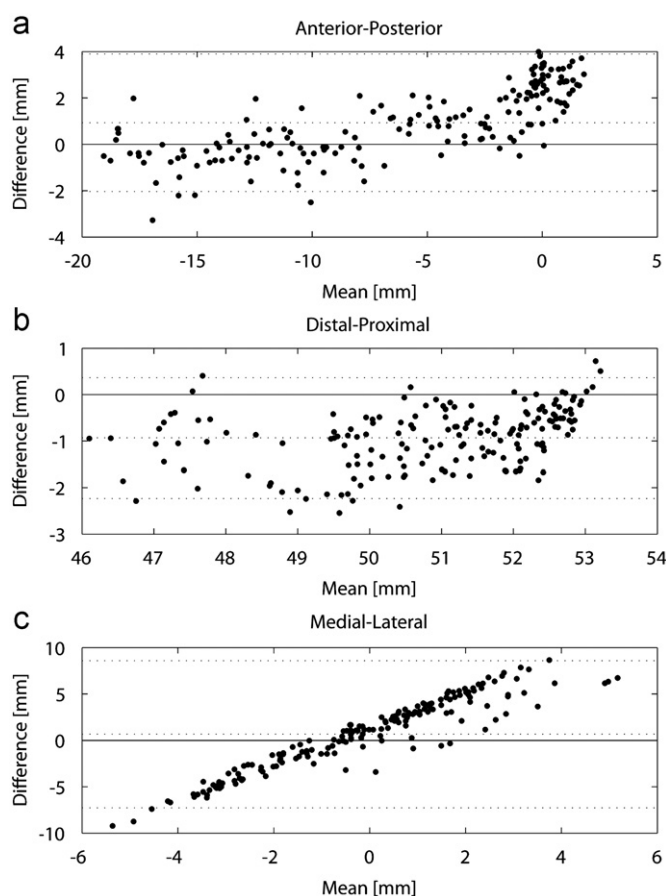 a
Anterior-Posterior
4
2
0
-2
-4
Difference [mm]
-20 -15 -10 -5 0 5
Mean [mm]
b
Distal-Proximal
1
0
-1
-2
-3
Difference [mm]
46 47 48 49 50 51 52 53 54
Mean [mm]
c
Medial-Lateral
10
5
0
-5
-10
Difference [mm]
-6 -4 -2 0 2 4 6
Mean [mm]